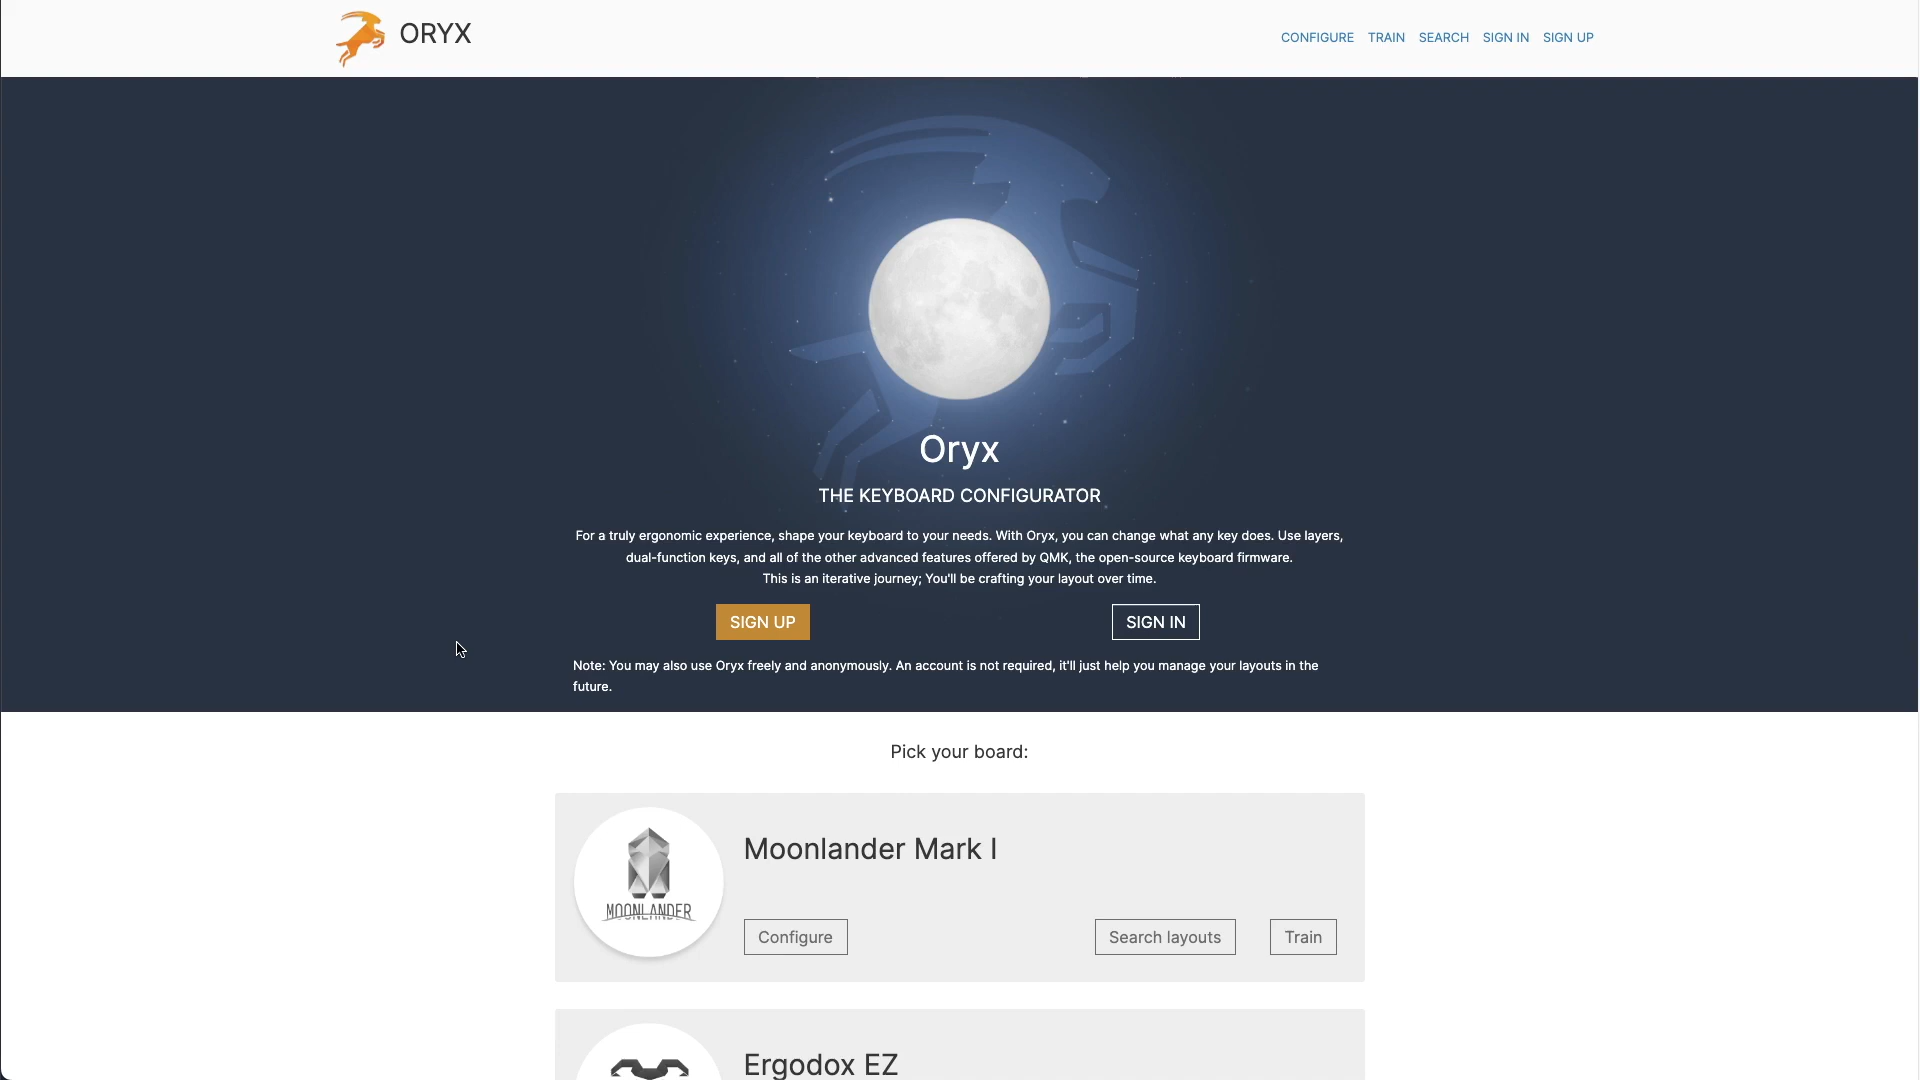 ORYX
CONFIGURE TRAIN SEARCH SIGN IN SIGN UP
Oryx
THE KEYBOARD CONFIGURATOR
For a truly ergonomic experience, shape your keyboard to your needs. With Oryx, you can change what any key does. Use layers,
dual-function keys, and all of the other advanced features offered by QMK, the open-source keyboard firmware.
This is an iterative journey; You'll be crafting your layout over time.
SIGN UP
SIGN IN
Note: You may also use Oryx freely and anonymously. An account is not required, it'll just help you manage your layouts in the
future.
Pick your board:
MOONLANDER
Moonlander Mark I
Configure
Search layouts
Train
Ergodox EZ